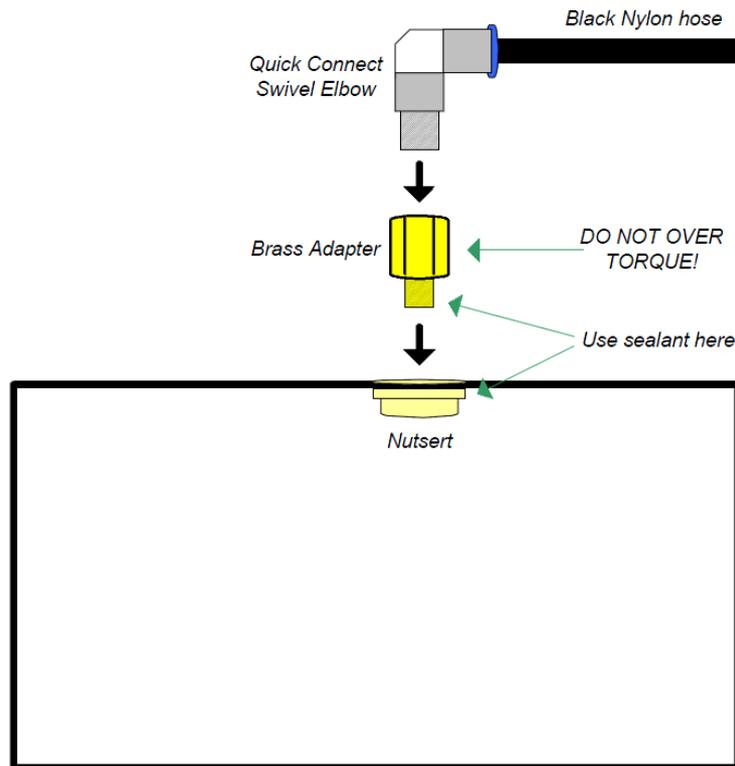 Black Nylon hose
Quick Connect
Swivel Elbow
Brass Adapter
DO NOT OVER
TORQUE!
Use sealant here
Nutsert